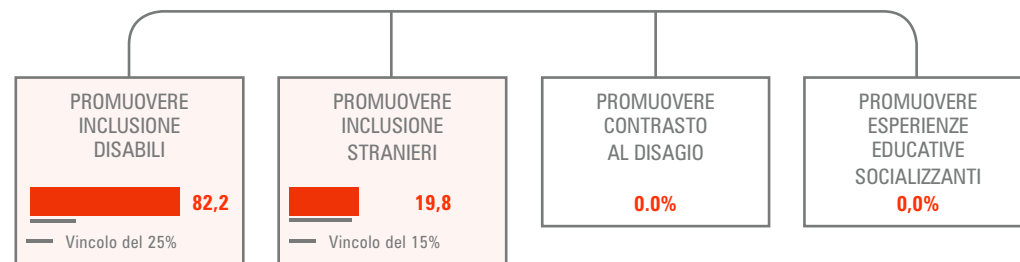 PROMUOVERE
INCLUSIONE
DISABILI
82,2
Vincolo del 25%
PROMUOVERE
INCLUSIONE
STRANIERI
19,8
Vincolo del 15%
PROMUOVERE
CONTRASTO
AL DISAGIO
0.0%
PROMUOVERE
ESPERIENZE
EDUCATIVE
SOCIALIZZANTI
0,0%